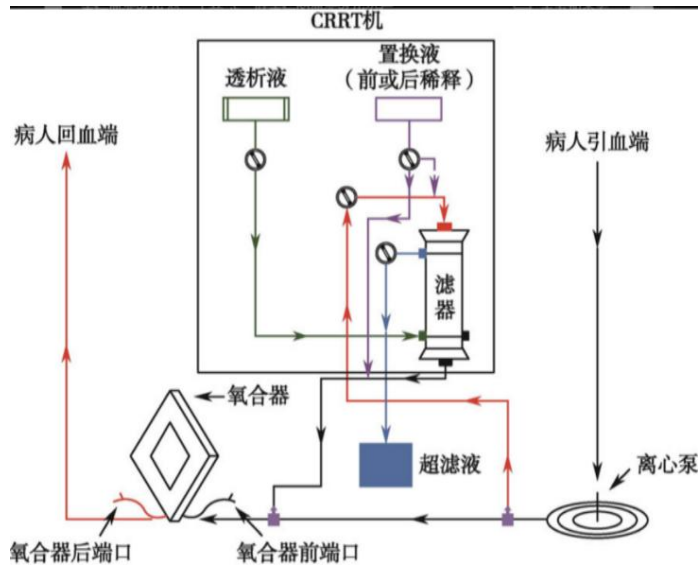 CRRT机
透析液
置换液
（前或后稀释）
病人回血端
病人引血端
滤
器
氧合器
超滤液
离心泵
氧合器后端口
氧合器前端口